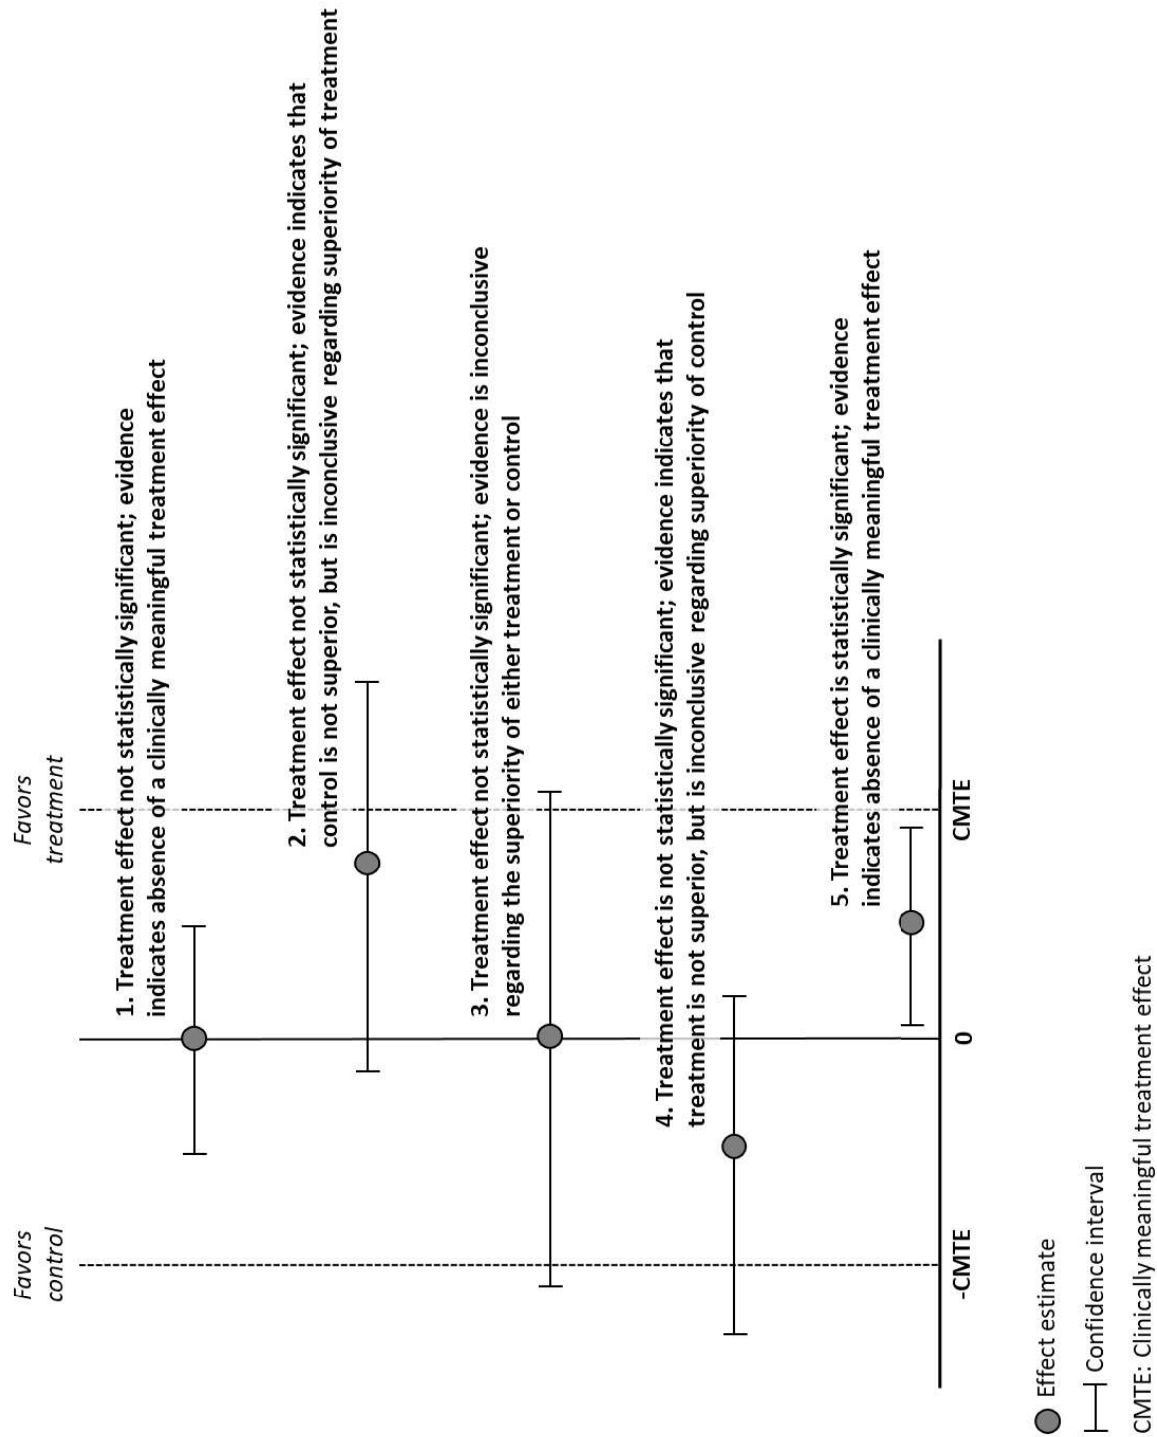 Favors
control
Favors
treatment
1. Treatment effect not statistically significant; evidence
indicates absence of a clinically meaningful treatment effect
2. Treatment effect not statistically significant; evidence indicates that
control is not superior, but is inconclusive regarding superiority of treatment
3. Treatment effect not statistically significant; evidence is inconclusive
regarding the superiority of either treatment or control
4. Treatment effect is not statistically significant; evidence indicates that
treatment is not superior, but is inconclusive regarding superiority of control
5. Treatment effect is statistically significant; evidence
indicates absence of a clinically meaningful treatment effect
-CMTE
0
CMTE
Effect estimate
Confidence interval
CMTE: Clinically meaningful treatment effect